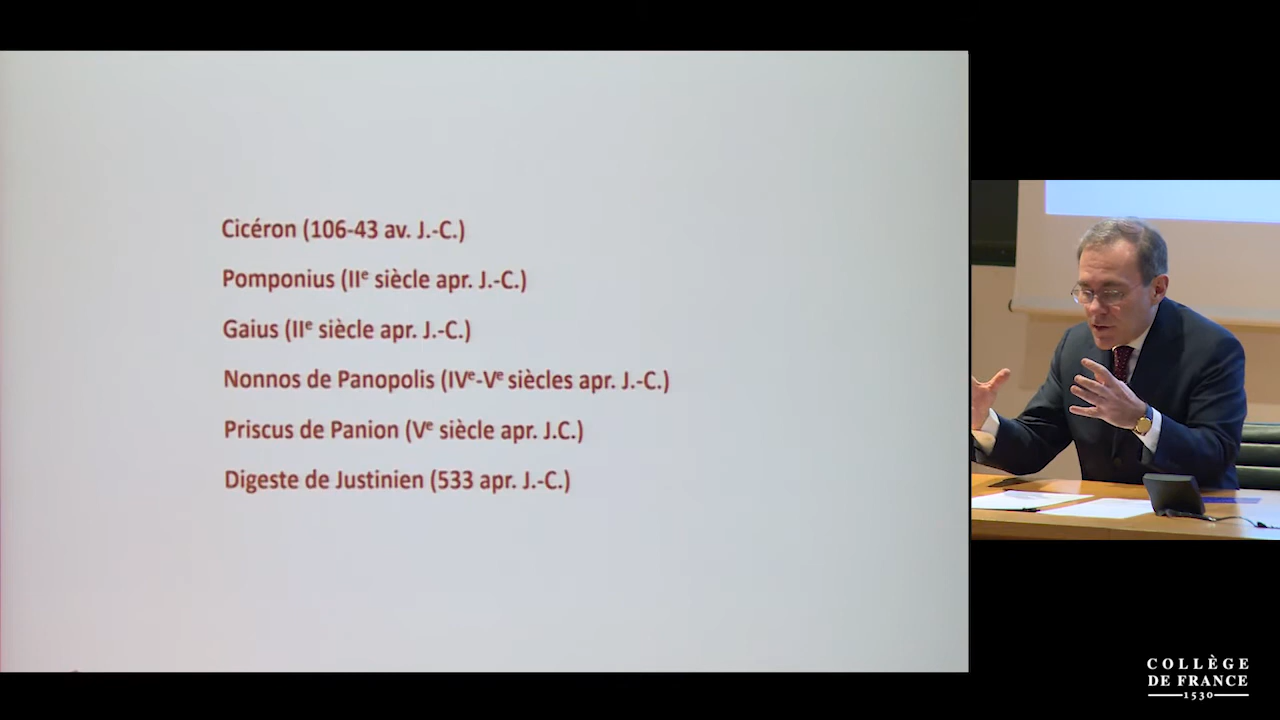 Cicéron (106-43 av. J.-C.)
Pomponius (IIᵉ siècle apr. J.-C.)
Gaius (IIᵉ siècle apr. J.-C.)
Nonnos de Panopolis (IVᵉ-Vᵉ siècles apr. J.-C.)
Priscus de Panion (Vᵉ siècle apr. J.C.)
Digeste de Justinien (533 apr. J.-C.)
COLLÈGE
DE FRANCE
1530